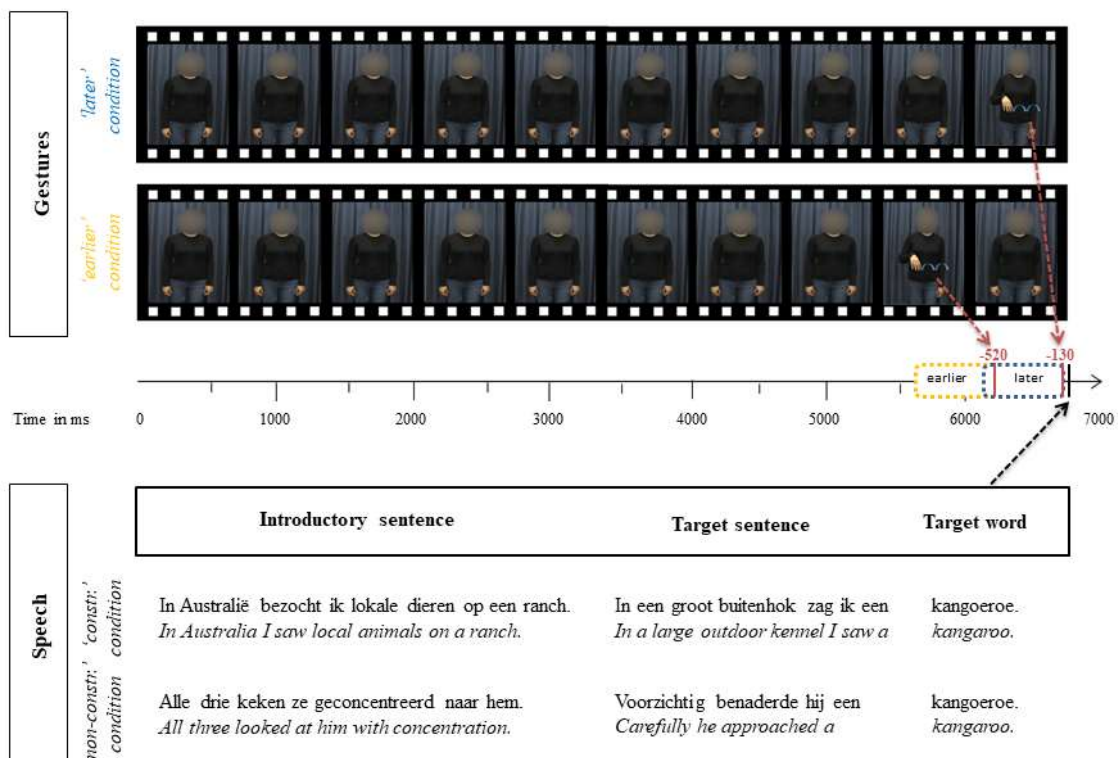 Gestures
'later'
condition
'earlier'
condition
-520
-130
earlier
later
Time in ms
0
1000
2000
3000
4000
5000
6000
7000
Speech
Introductory sentence
Target sentence
Target word
'constr.'
condition
In Australië bezocht ik lokale dieren op een ranch.
In een groot buitenhok zag ik een
kangoeroe.
In Australia I saw local animals on a ranch.
In a large outdoor kennel I saw a
kangaroo.
non-constr.'
condition
Alle drie keken ze geconcentreerd naar hem.
Voorzichtig benaderde hij een
kangoeroe.
All three looked at him with concentration.
Carefully he approached a
kangaroo.